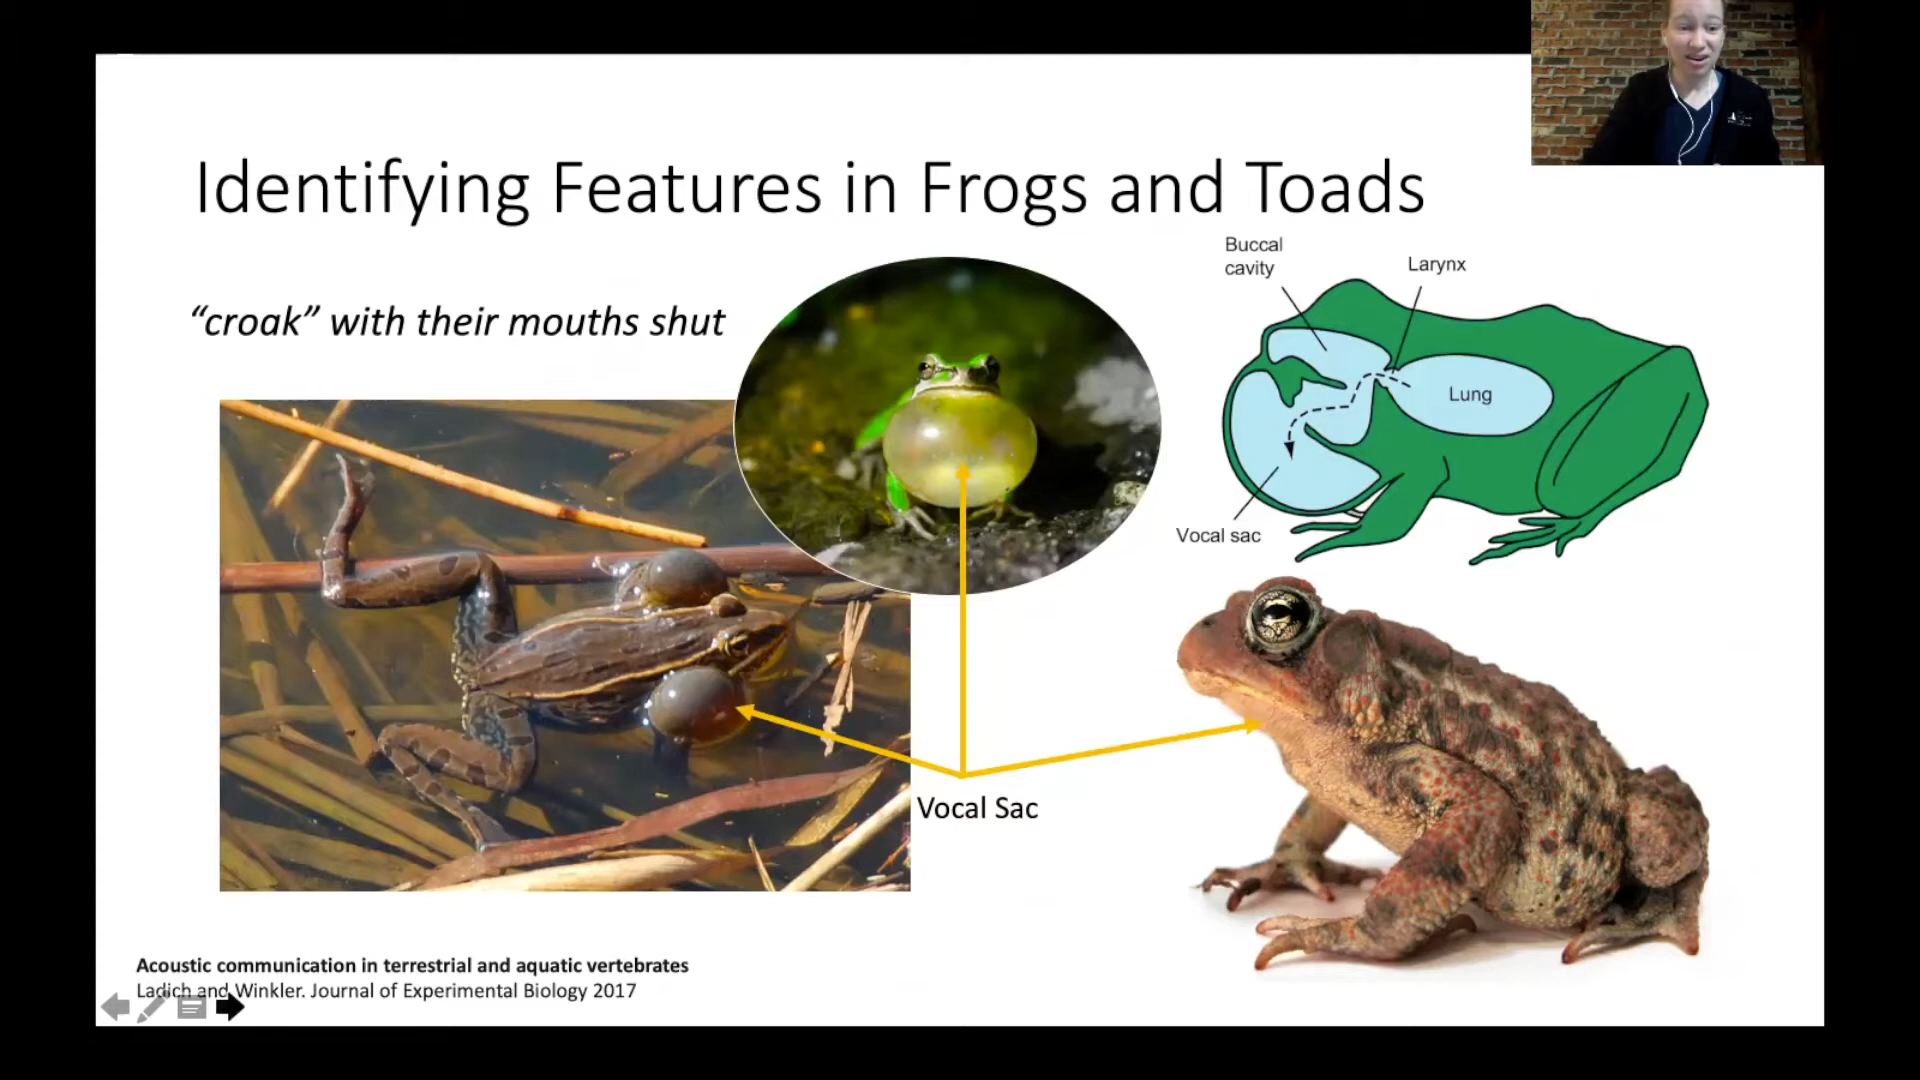 Identifying Features in Frogs and Toads
“croak” with their mouths shut
Buccal
cavity
Larynx
Lung
Vocal sac
Vocal Sac
Acoustic communication in terrestrial and aquatic vertebrates
Ladich and Winkler. Journal of Experimental Biology 2017